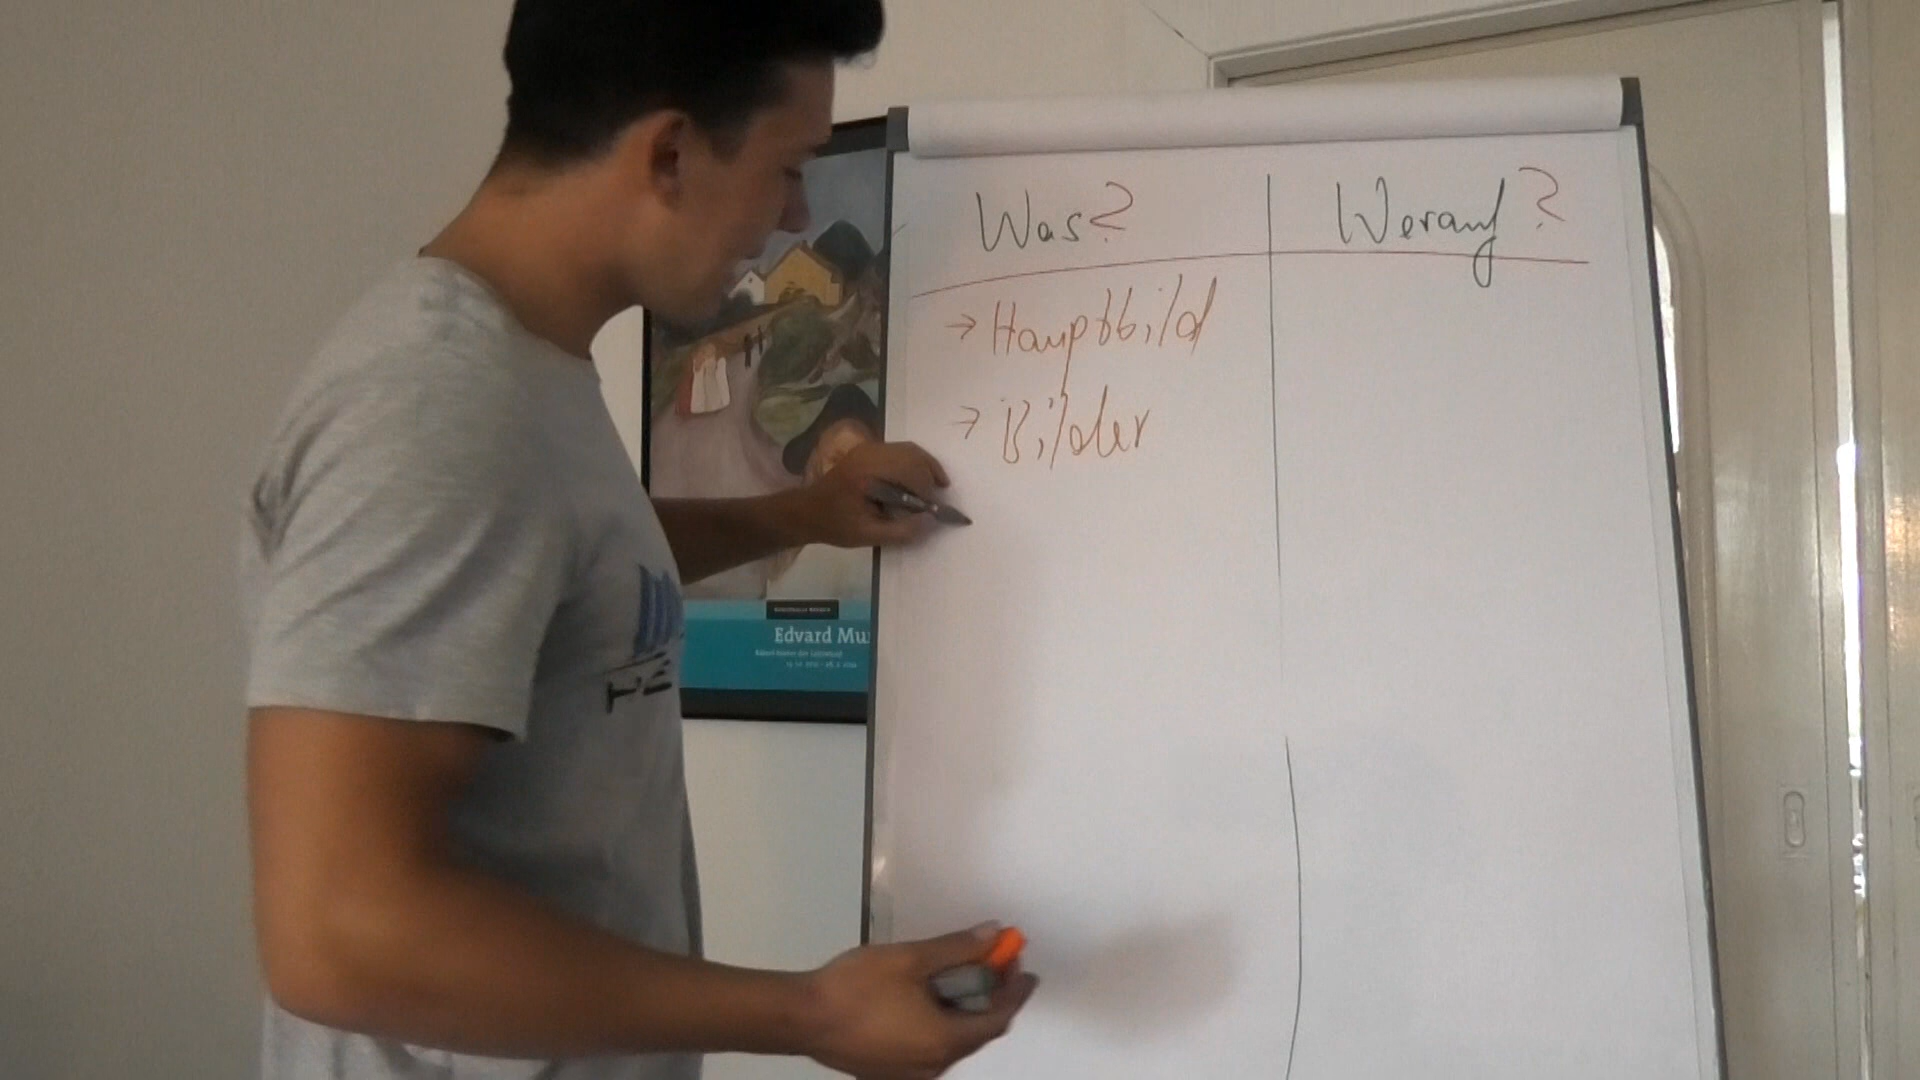 Was? Worauf?
→ Hauptbild
→ Bilder
Edvard Mu